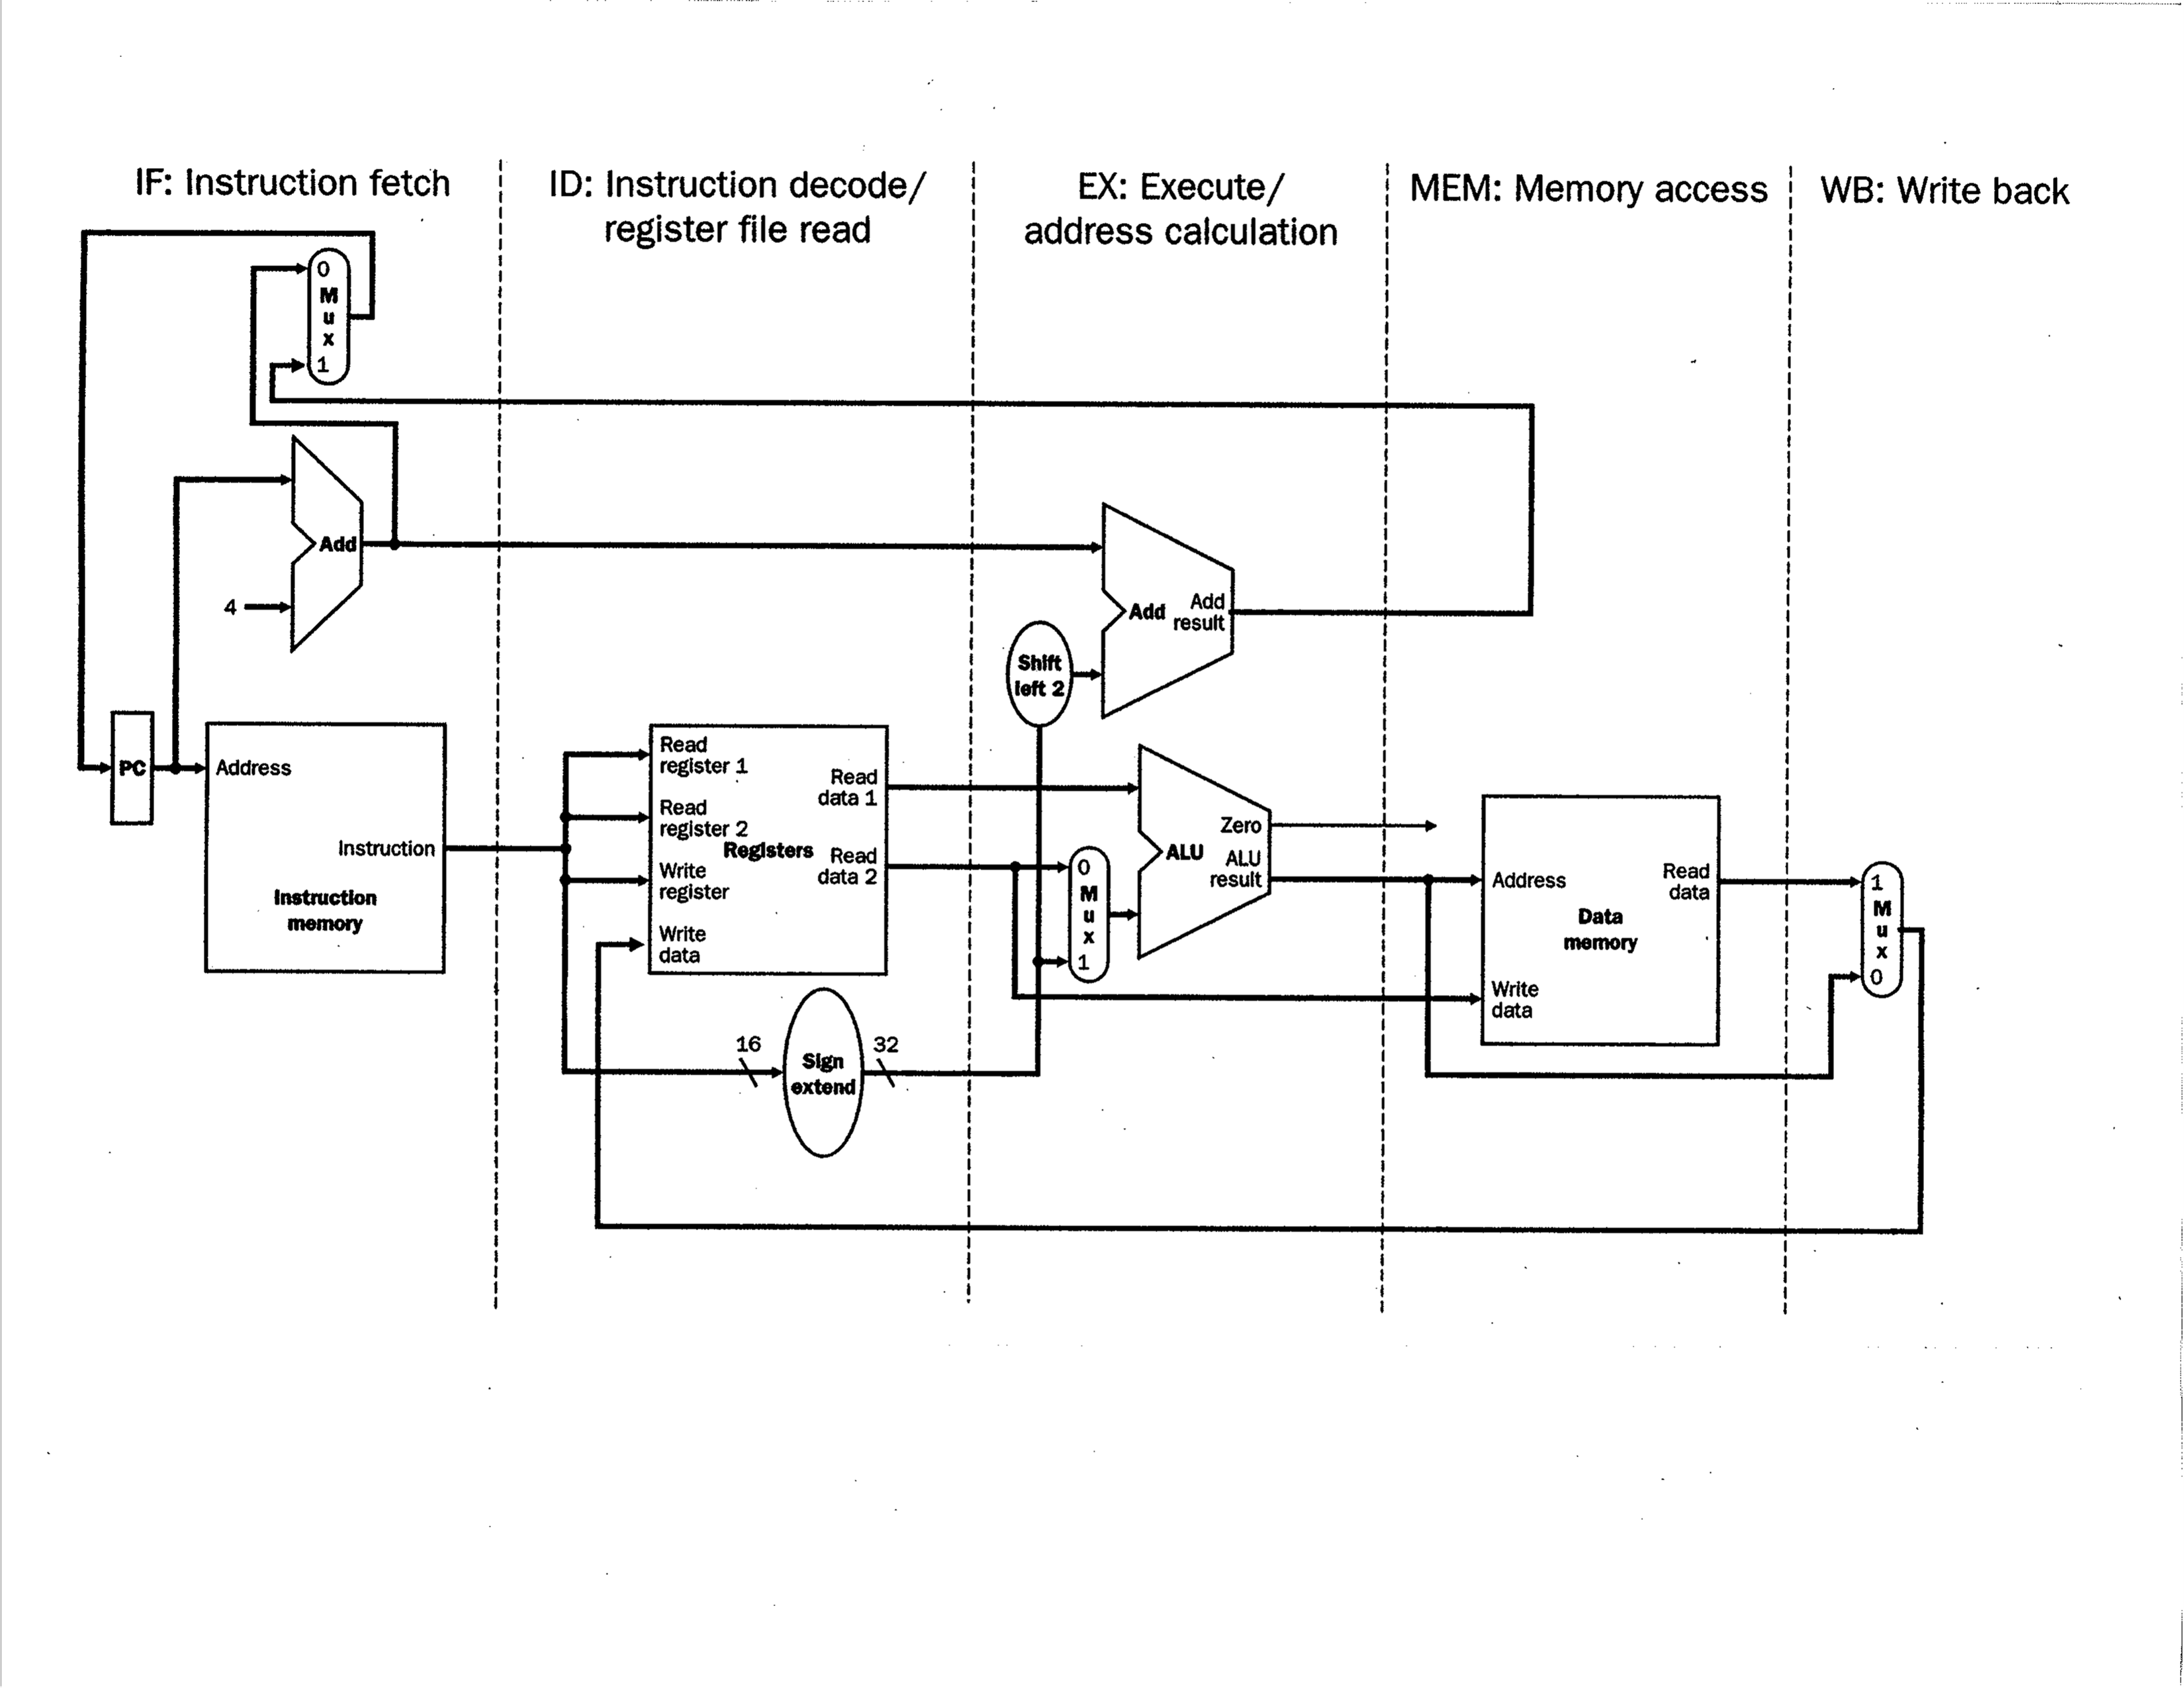 IF: Instruction fetch
ID: Instruction decode/
register file read
EX: Execute/
address calculation
MEM: Memory access
WB: Write back
0
M
u
x
1
Add
4
Add
Add
result
Shift
left 2
PC
Address
Instruction
Instruction
memory
Read
register 1
Read
register 2
Registers
Write
register
Write
data
Read
data 1
Read
data 2
16
Sign
extend
32
0
M
u
x
1
Zero
ALU
ALU
result
Address
Read
data
Data
memory
Write
data
1
M
u
x
0